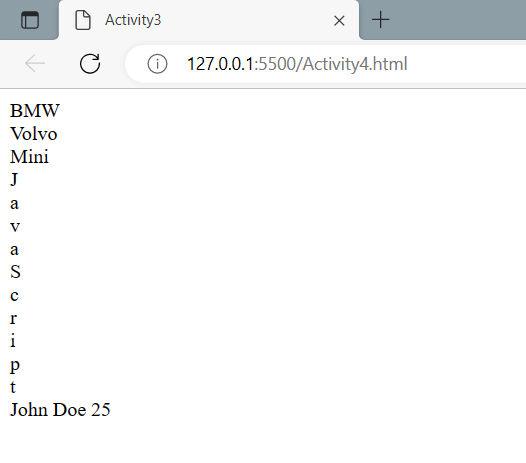 Activity3
127.0.0.1:5500/Activity4.html
BMW
Volvo
Mini
J
a
v
a
S
c
r
i
p
t
John Doe 25